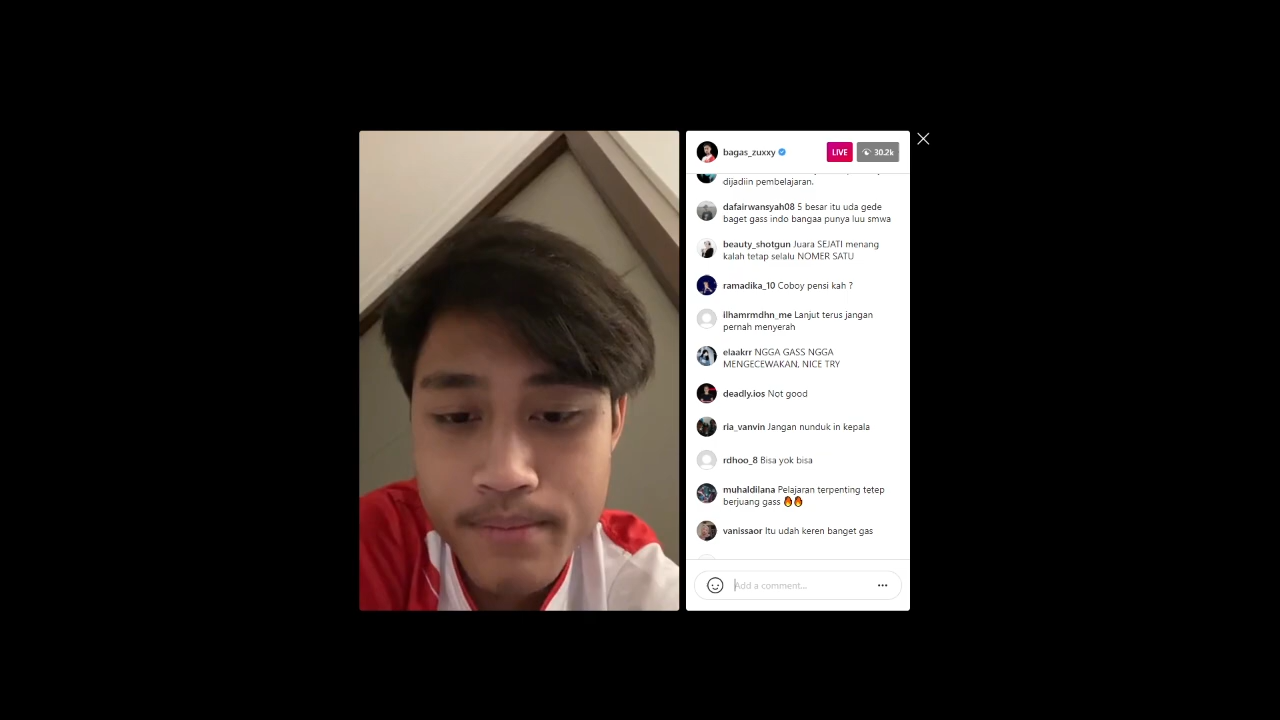 bagas_zuxxy
LIVE
30.2k
dijadiin pembelajaran.
dafairwansyah08 5 besar itu uda gede
baget gass indo bangaa punya luu smwa
beauty_shotgun Juara SEJATI menang
kalah tetap selalu NOMER SATU
ramadika_10 Coboy pensi kah ?
ilhamrmdhn_me Lanjut terus jangan
pernah menyerah
elaakrr NGGA GASS NGGA
MENGECEWAKAN, NICE TRY
deadly.ios Not good
ria_vanvin Jangan nunduk in kepala
rdhoo_8 Bisa yok bisa
muhaldilana Pelajaran terpenting tetep
berjuang gass 🔥🔥
vanissaor Itu udah keren banget gas
Add a comment...